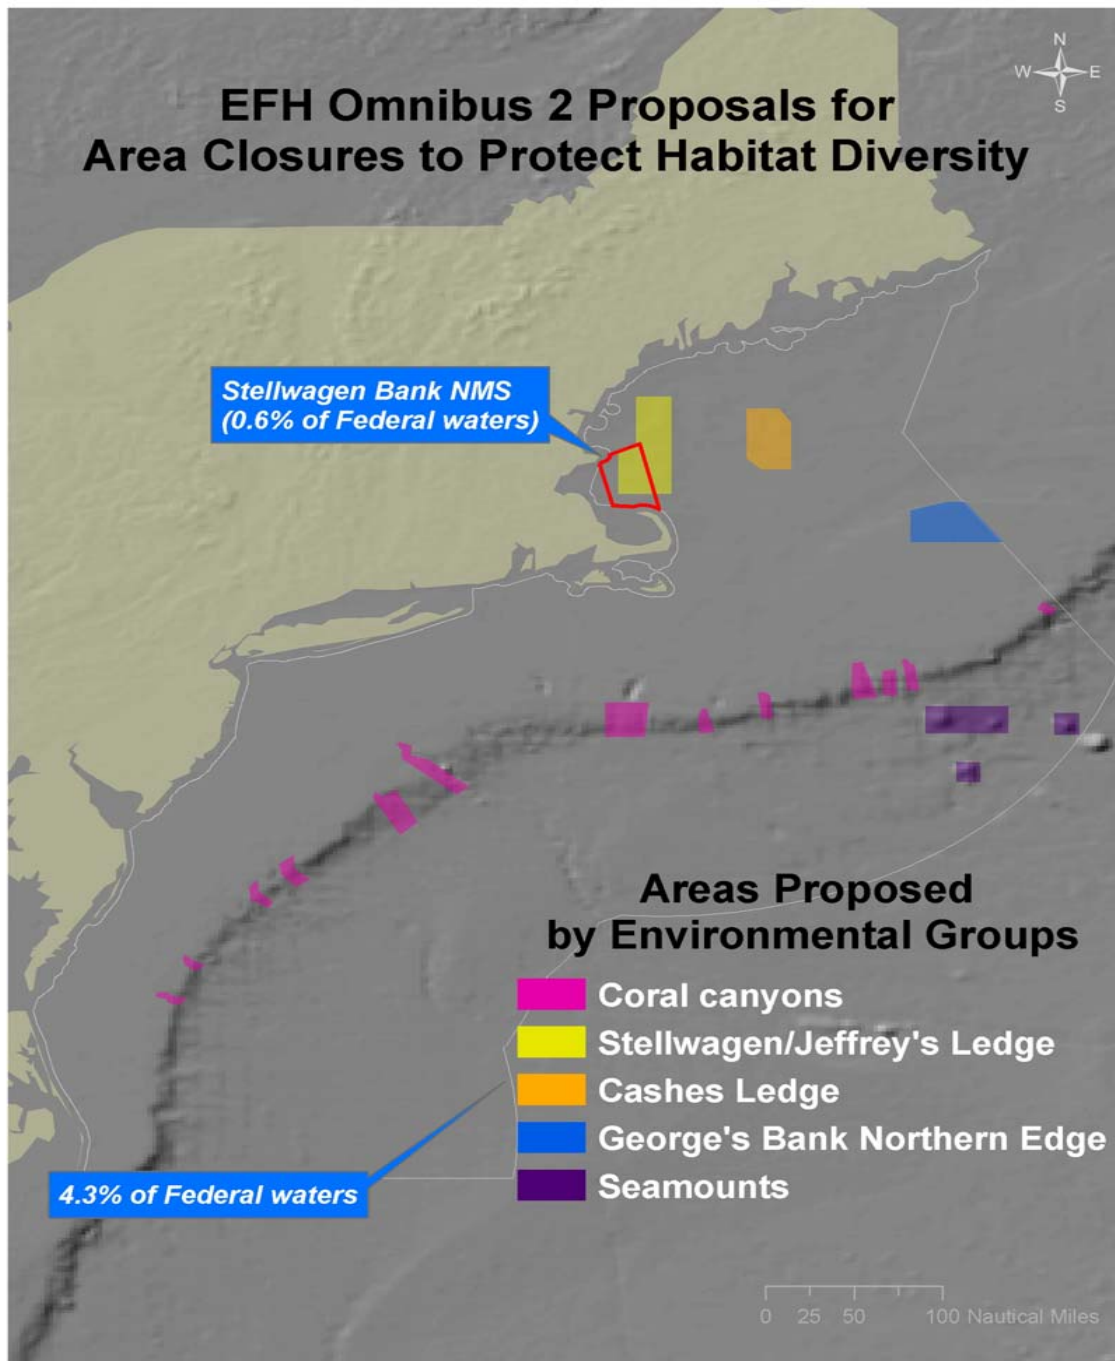 N
W E
S
EFH Omnibus 2 Proposals for
Area Closures to Protect Habitat Diversity
Stellwagen Bank NMS
(0.6% of Federal waters)
Areas Proposed
by Environmental Groups
Coral canyons
Stellwagen/Jeffrey's Ledge
Cashes Ledge
George's Bank Northern Edge
Seamounts
4.3% of Federal waters
0 25 50 100 Nautical Miles